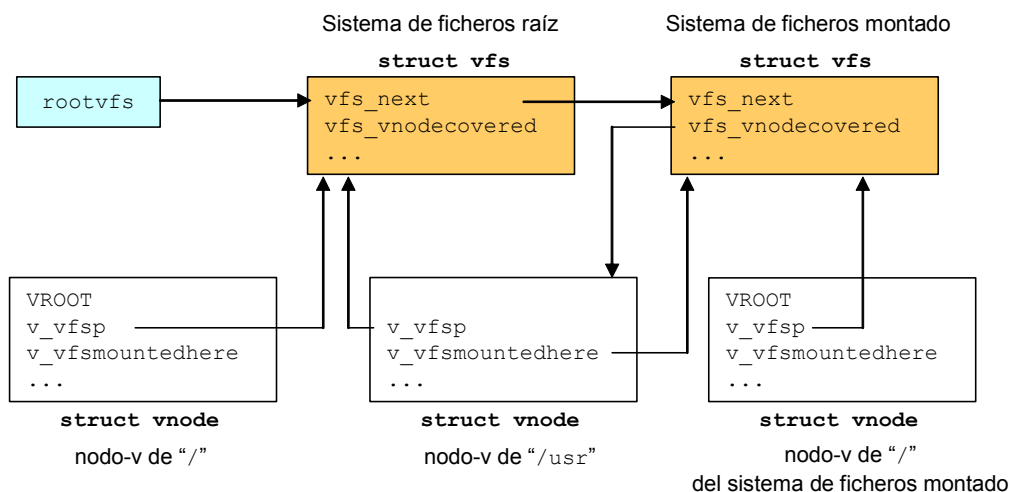 Sistema de ficheros raíz
Sistema de ficheros montado
struct vfs
struct vfs
rootvfs
vfs_next
vfs_vnodecovered
...
vfs_next
vfs_vnodecovered
...
VROOT
v_vfsp
v_vfsmountedhere
...
v_vfsp
v_vfsmountedhere
...
VROOT
v_vfsp
v_vfsmountedhere
...
struct vnode
struct vnode
struct vnode
nodo-v de “/”
nodo-v de “/usr”
nodo-v de “/”
del sistema de ficheros montado